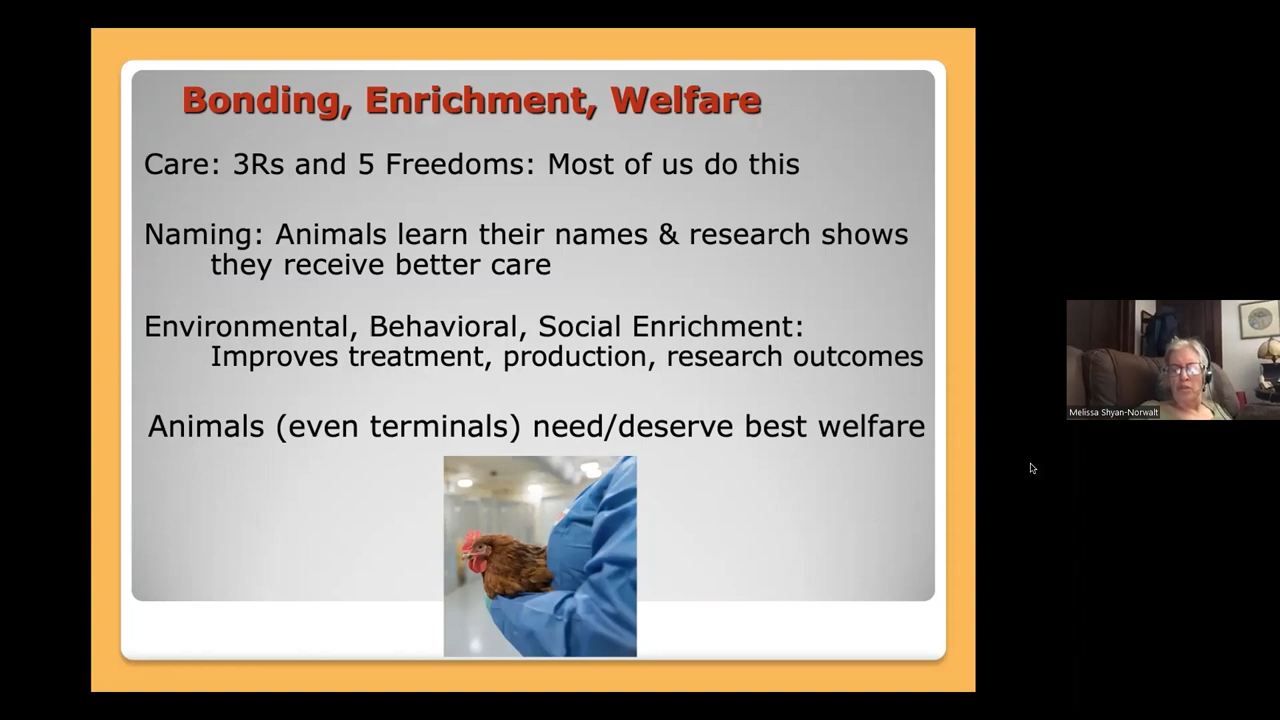 Bonding, Enrichment, Welfare
Care: 3Rs and 5 Freedoms: Most of us do this
Naming: Animals learn their names & research shows
they receive better care
Environmental, Behavioral, Social Enrichment:
Improves treatment, production, research outcomes
Animals (even terminals) need/deserve best welfare
Melissa Shyan-Norwalt